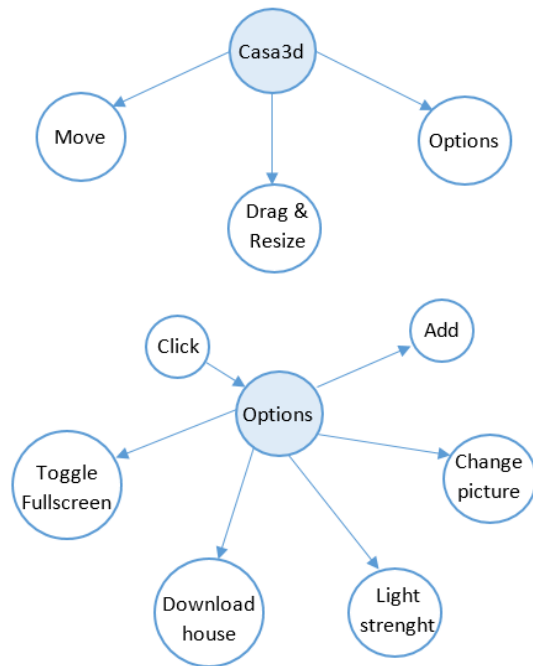 Casa3d
Move
Options
Drag &
Resize
Click
Add
Options
Toggle
Fullscreen
Change
picture
Download
house
Light
strenght